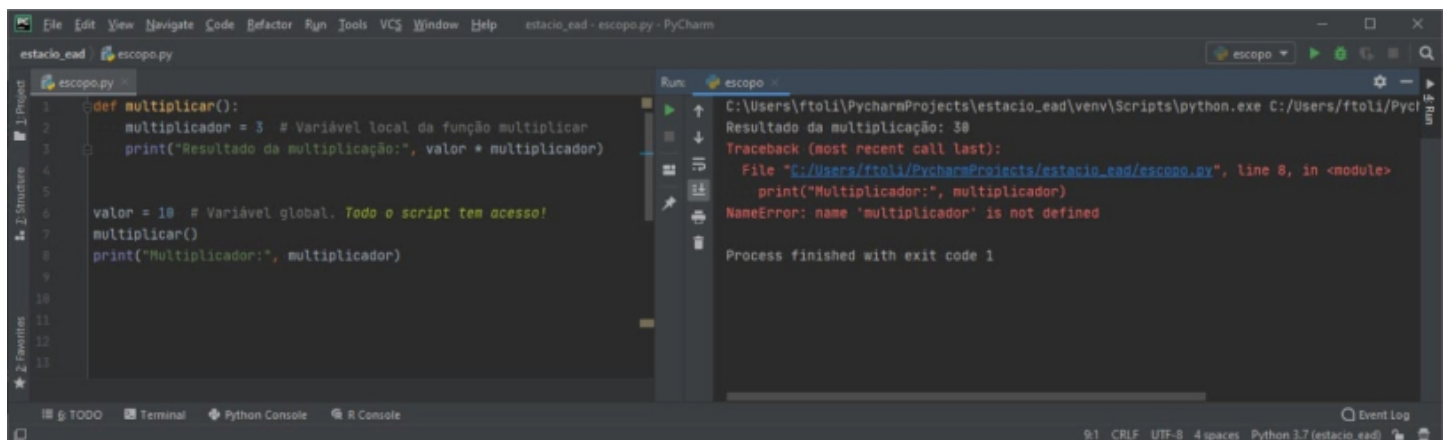 File Edit View Navigate Code Refactor Run Tools VCS Window Help estacio_ead - escopo.py - PyCharm
estacio_ead escopo.py escopo
escopo.py
Run: escopo
1: Project
Z: Structure
2: Favorites
4: Run
1 def multiplicar():
2 multiplicador = 3 # Variável local da função multiplicar
3 print("Resultado da multiplicação:", valor * multiplicador)
4
5
6 valor = 10 # Variável global. Todo o script tem acesso!
7 multiplicar()
8 print("Multiplicador:", multiplicador)
9
10
11
12
13
C:\Users\ftoli\PycharmProjects\estacio_ead\venv\Scripts\python.exe C:/Users/ftoli/Pych
Resultado da multiplicação: 30
Traceback (most recent call last):
File "C:/Users/ftoli/PycharmProjects/estacio_ead/escopo.py", line 8, in <module>
print("Multiplicador:", multiplicador)
NameError: name 'multiplicador' is not defined
Process finished with exit code 1
6: TODO Terminal Python Console R Console Event Log
9:1 CRLF UTF-8 4 spaces Python 3.7 (estacio_ead)